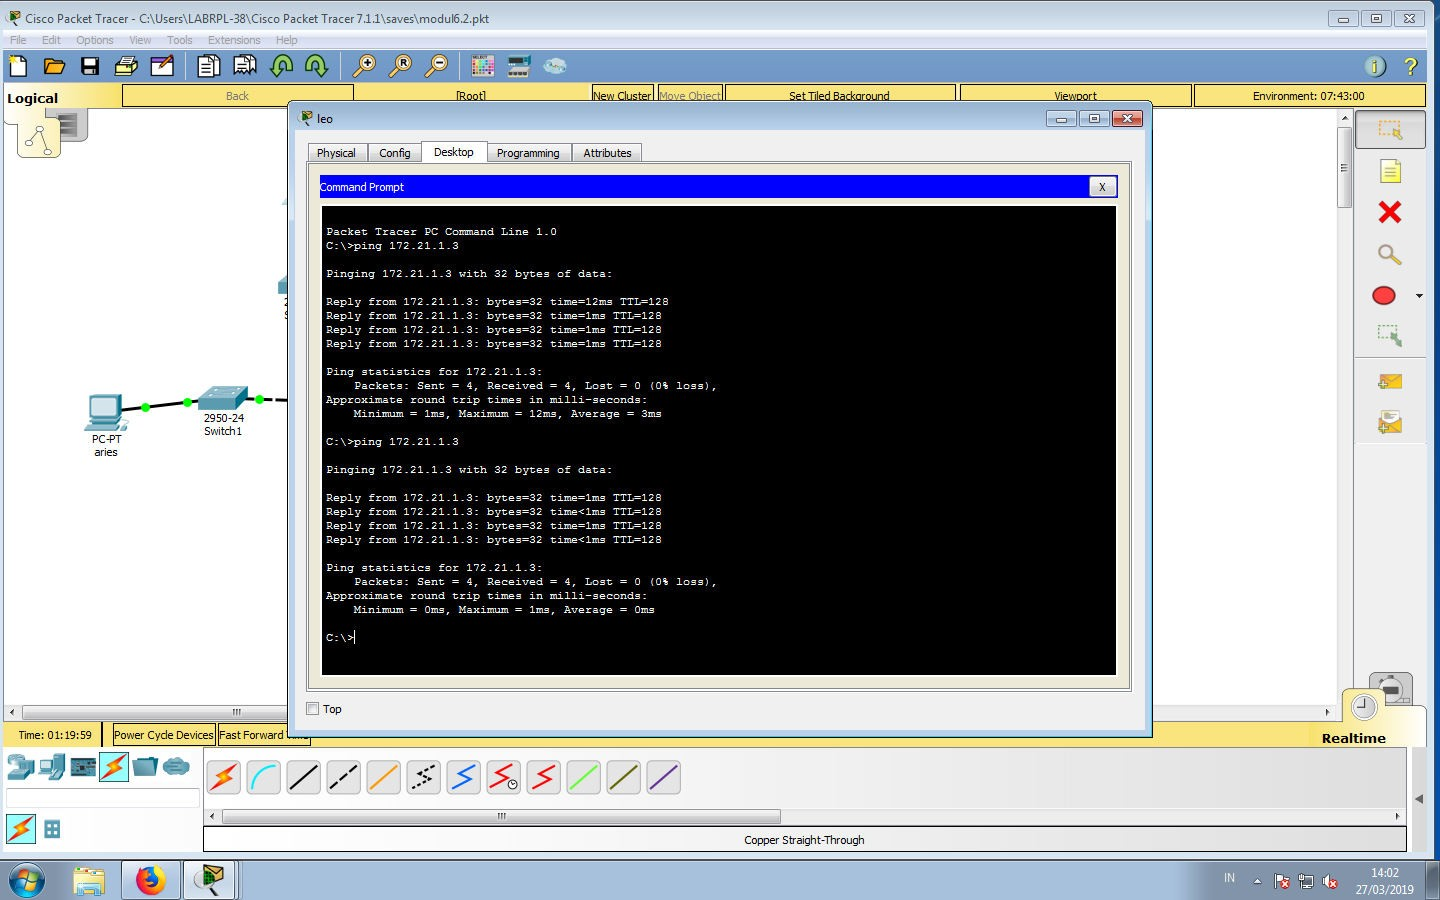 Cisco Packet Tracer - C:\Users\LABRPL-38\Cisco Packet Tracer 7.1.1\saves\modul6.2.pkt
File Edit Options View Tools Extensions Help
Logical
Back
[Root]
New Cluster
Move Object
Set Tiled Background
Viewport
Environment: 07:43:00
leo
Physical Config Desktop Programming Attributes
Command Prompt
X
Packet Tracer PC Command Line 1.0
C:\>ping 172.21.1.3
Pinging 172.21.1.3 with 32 bytes of data:
Reply from 172.21.1.3: bytes=32 time=12ms TTL=128
Reply from 172.21.1.3: bytes=32 time=1ms TTL=128
Reply from 172.21.1.3: bytes=32 time=1ms TTL=128
Reply from 172.21.1.3: bytes=32 time=1ms TTL=128
Ping statistics for 172.21.1.3:
Packets: Sent = 4, Received = 4, Lost = 0 (0% loss),
Approximate round trip times in milli-seconds:
Minimum = 1ms, Maximum = 12ms, Average = 3ms
C:\>ping 172.21.1.3
Pinging 172.21.1.3 with 32 bytes of data:
Reply from 172.21.1.3: bytes=32 time=1ms TTL=128
Reply from 172.21.1.3: bytes=32 time<1ms TTL=128
Reply from 172.21.1.3: bytes=32 time=1ms TTL=128
Reply from 172.21.1.3: bytes=32 time<1ms TTL=128
Ping statistics for 172.21.1.3:
Packets: Sent = 4, Received = 4, Lost = 0 (0% loss),
Approximate round trip times in milli-seconds:
Minimum = 0ms, Maximum = 1ms, Average = 0ms
C:\>
PC-PT
aries
2950-24
Switch1
Top
Time: 01:19:59
Power Cycle Devices
Fast Forward
Realtime
Copper Straight-Through
IN
14:02
27/03/2019